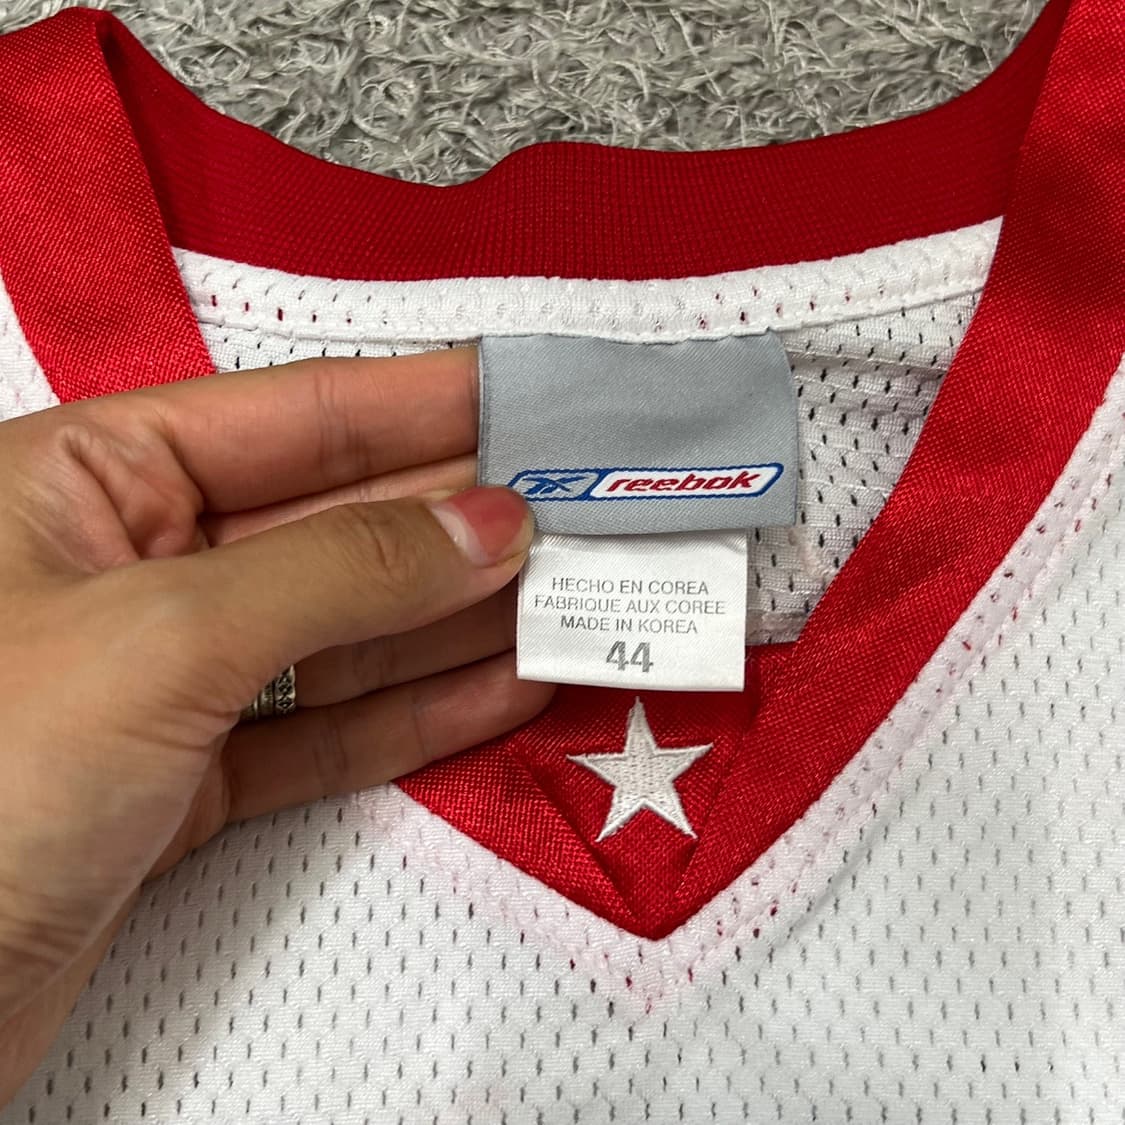 reebok
HECHO EN COREA
FABRIQUE AUX COREE
MADE IN KOREA
44